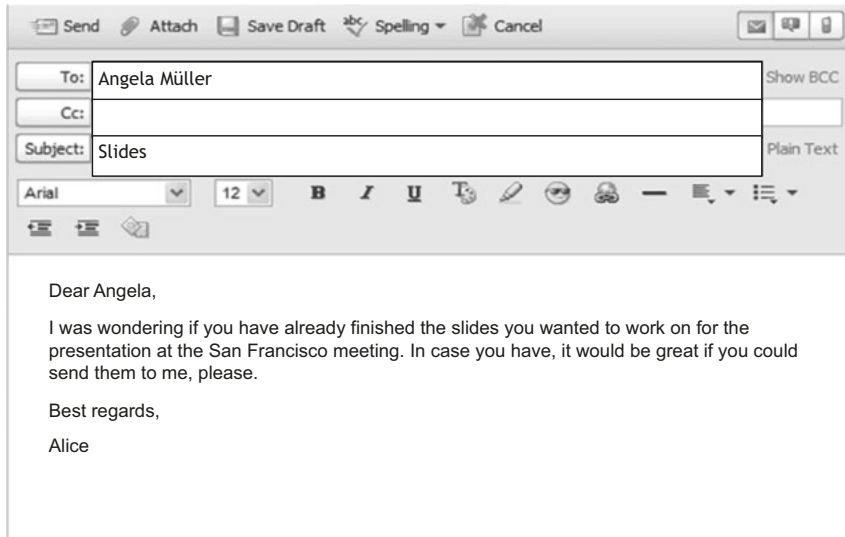 Send Attach Save Draft Spelling Cancel
To: Angela Müller Show BCC
Cc:
Subject: Slides Plain Text
Arial 12 B I U T
Dear Angela,
I was wondering if you have already finished the slides you wanted to work on for the
presentation at the San Francisco meeting. In case you have, it would be great if you could
send them to me, please.
Best regards,
Alice